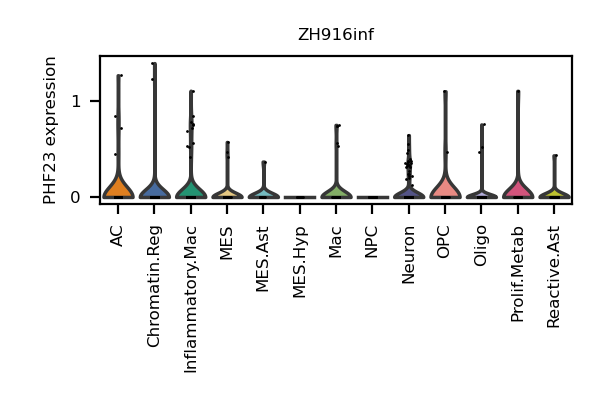 ZH916inf
PHF23 expression
1
0
AC
Chromatin.Reg
Inflammatory.Mac
MES
MES.Ast
MES.Hyp
Mac
NPC
Neuron
OPC
Oligo
Prolif.Metab
Reactive.Ast